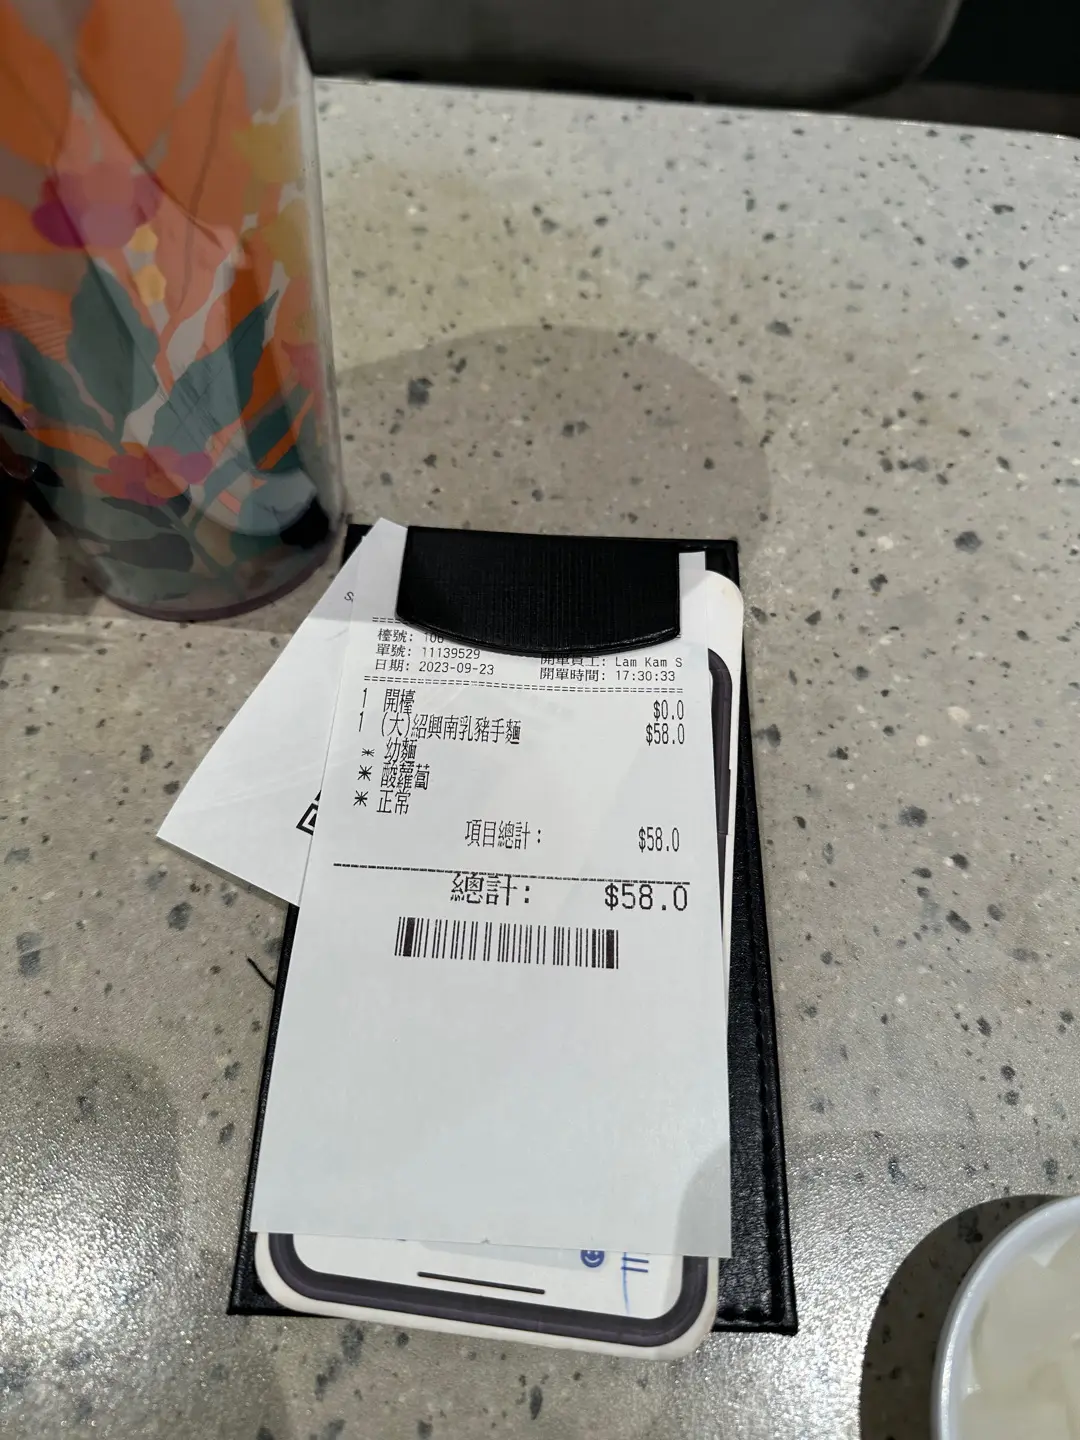 檯號: 106
單號: 11139529
開單員工: Lam Kam S
日期: 2023-09-23
開單時間: 17:30:33
1 開檯 $0.0
1 (大)紹興南乳豬手麵 $58.0
* 幼麵
* 酸蘿蔔
* 正常
項目總計: $58.0
總計: $58.0